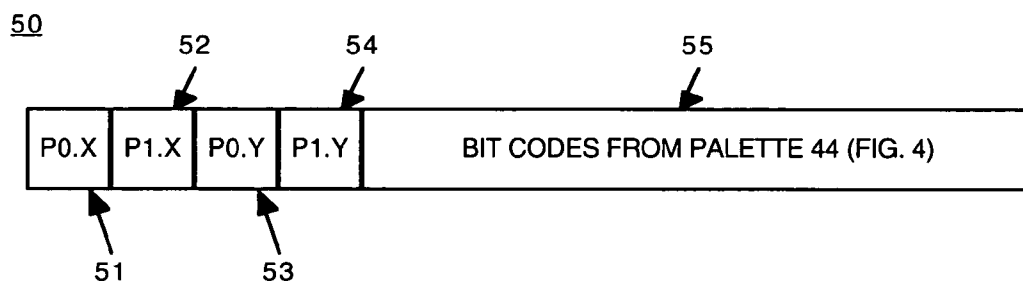 50
52 54 55
P0.X P1.X P0.Y P1.Y BIT CODES FROM PALETTE 44 (FIG. 4)
51 53